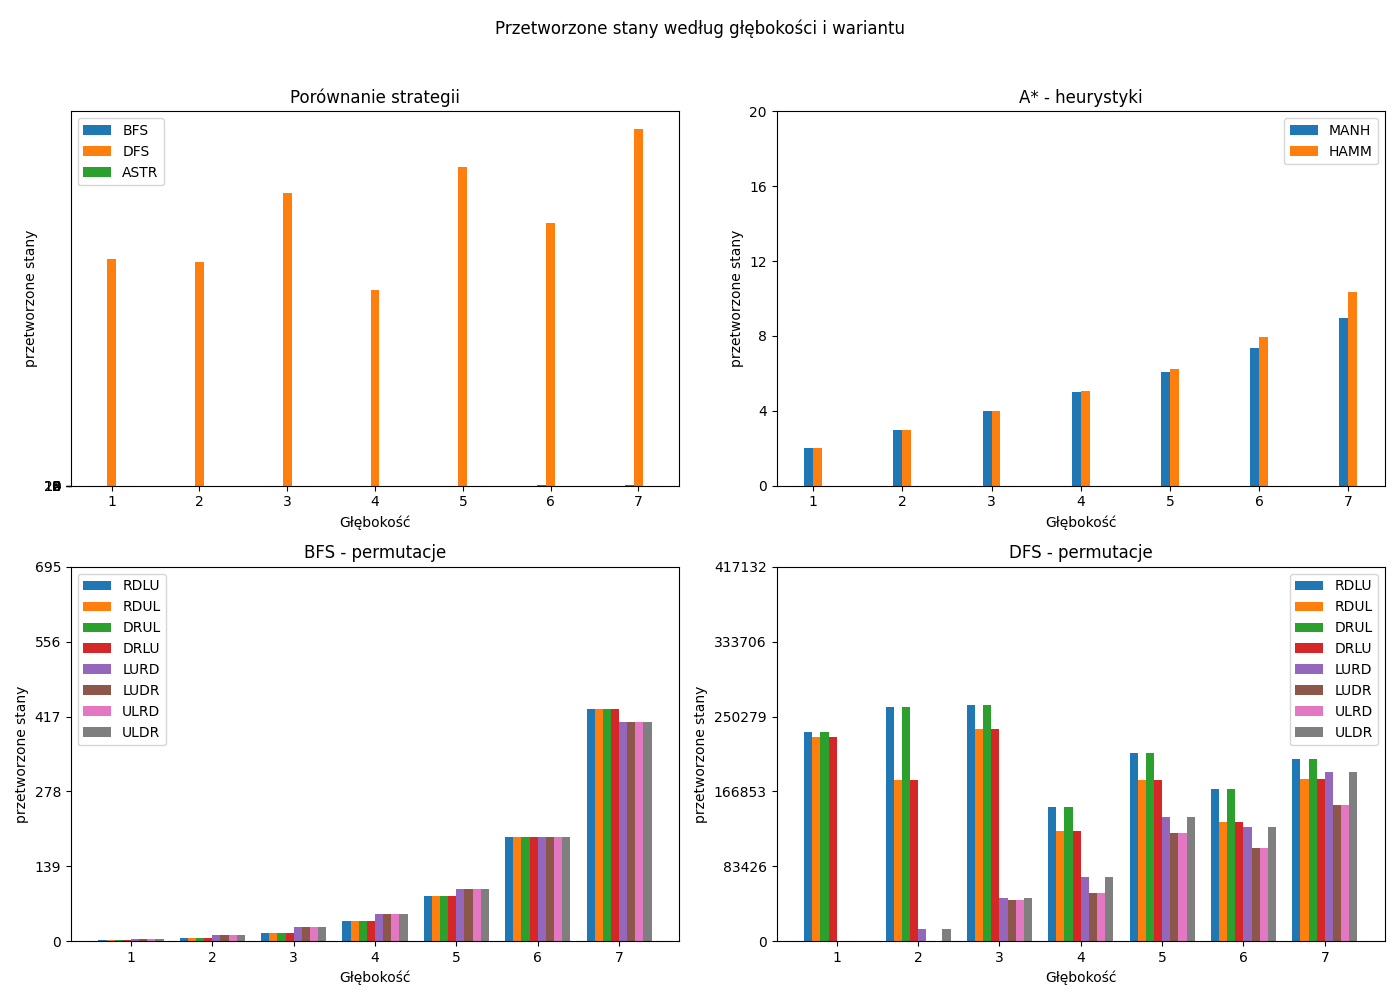 Przetworzone stany według głębokości i wariantu
Porównanie strategii
BFS
DFS
ASTR
przetworzone stany
1 2 3 4 5 6 7
Głębokość
A* - heurystyki
MANH
HAMM
przetworzone stany
20
16
12
8
4
0
1 2 3 4 5 6 7
Głębokość
BFS - permutacje
RDLU
RDUL
DRUL
DRLU
LURD
LUDR
ULRD
ULDR
przetworzone stany
695
556
417
278
139
0
1 2 3 4 5 6 7
Głębokość
DFS - permutacje
RDLU
RDUL
DRUL
DRLU
LURD
LUDR
ULRD
ULDR
przetworzone stany
417132
333706
250279
166853
83426
0
1 2 3 4 5 6 7
Głębokość